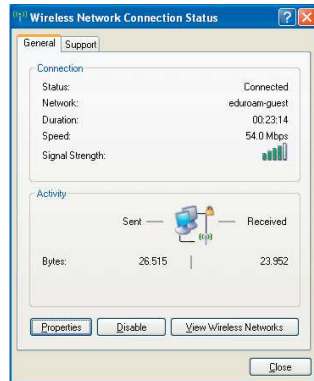 Wireless Network Connection Status
General Support
Connection
Status: Connected
Network: eduroam-guest
Duration: 00:23:14
Speed: 54.0 Mbps
Signal Strength:
Activity
Sent Received
Bytes: 26.515 23.952
Properties Disable View Wireless Networks
Close